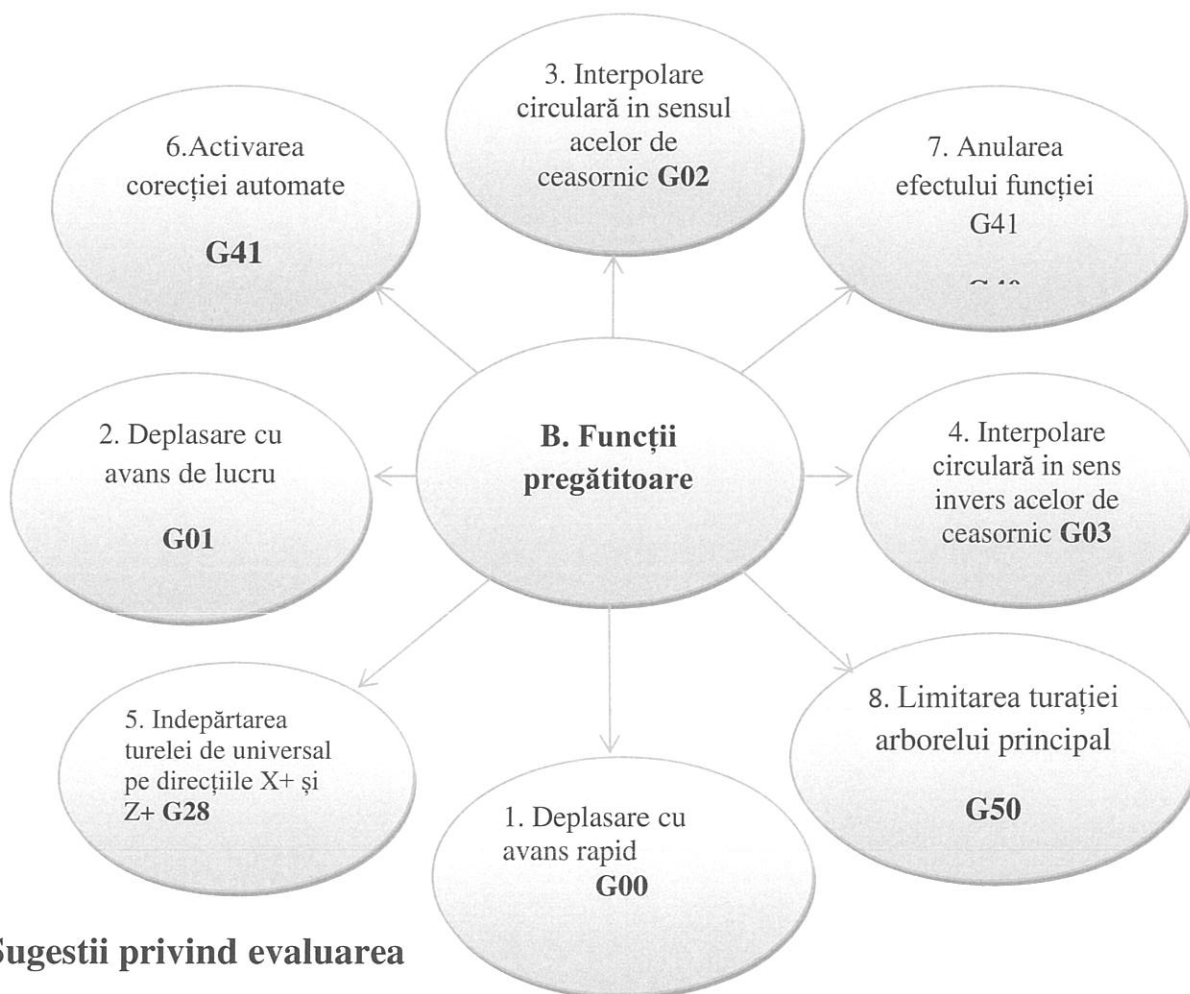 3. Interpolare
circulară in sensul
acelor de
ceasornic G02
6.Activarea
corecției automate
G41
7. Anularea
efectului funcției
G41
2. Deplasare cu
avans de lucru
G01
B. Funcții
pregătitoare
4. Interpolare
circulară in sens
invers acelor de
ceasornic G03
5. Indepărtarea
turelei de universal
pe direcțiile X+ și
Z+ G28
1. Deplasare cu
avans rapid
G00
8. Limitarea turației
arborelui principal
G50
Sugestii privind evaluarea